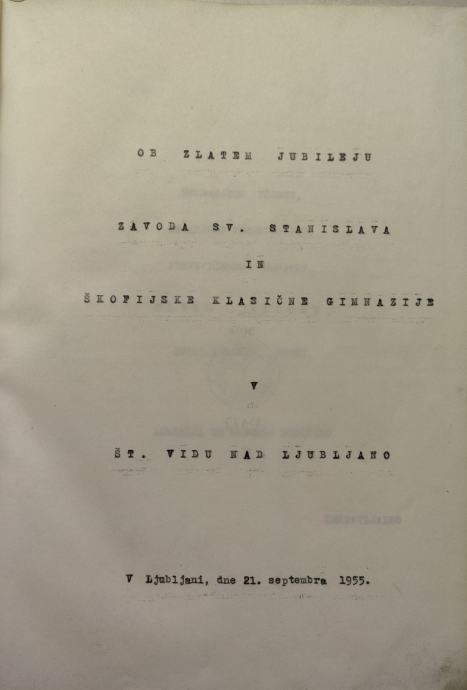 OB ZLATEM JUBILEJU
ZAVODA SV. STANISLAVA
IN
ŠKOFIJSKE KLASIČNE GIMNAZIJE
V
ŠT. VIDU NAD LJUBLJANO
V Ljubljani, dne 21. septembra 1955.